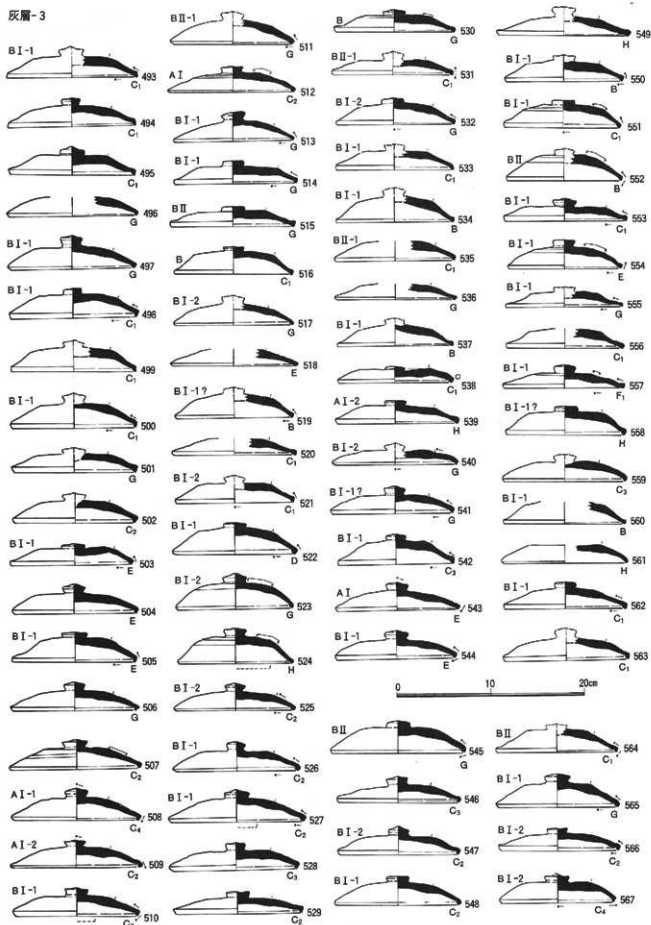 灰層-3
BⅠ-1 493 C₁
494 C₁
495 C₁
496 G
BⅠ-1 497 G
BⅠ-1 498 C₁
499 C₁
BⅠ-1 500 C₁
501 G
502 C₂
BⅠ-1 503 E
504 E
BⅠ-1 505 E
506 G
507 C₂
AⅠ-1 508 C₄
AⅠ-2 509 C₂
BⅠ-1 510
BⅡ-1 511 G
AⅠ 512 C₂
BⅠ-1 513 G
BⅠ-1 514 G
BⅡ 515 G
B 516 C₁
BⅠ-2 517 G
518 E
BⅠ-1? 519 B
520 C₁
BⅠ-2 521 C₁
BⅠ-1 522 D
BⅠ-2 523 G
524 H
BⅠ-2 525 C₂
BⅠ-1 526 C₂
BⅠ-1 527 C₂
528 C₃
529 C₂
B 530 G
BⅡ-1 531 C₁
BⅠ-2 532 G
BⅠ-1 533 C₁
BⅠ-1 534 B
BⅡ-1 535 C₁
536 G
BⅠ-1 537 B
538 C₁
AⅠ-2 539 H
BⅠ-2 540 G
BⅠ-1? 541 G
BⅠ-1 542 C₃
AⅠ 543 E
BⅠ-1 544 E
549 H
BⅠ-1 550 B
BⅠ-1 551 C₁
BⅡ 552 B
BⅠ-1 553 C₁
BⅠ-1 554 E
BⅠ-1 555 G
556 C₁
BⅠ-1 557 F₁
BⅠ-1? 558 H
559 C₃
BⅠ-1 560 B
561 H
BⅠ-1 562 C₁
563 C₁
0 10 20cm
BⅡ 545 G
546 C₃
BⅠ-2 547 C₂
BⅠ-1 548 C₂
BⅡ 564 C₁
BⅠ-1 565 G
BⅠ-2 566 C₂
BⅠ-2 567 C₄